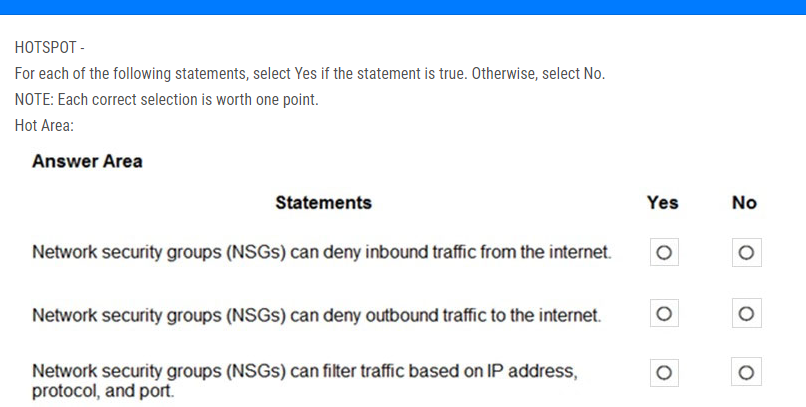 HOTSPOT -
For each of the following statements, select Yes if the statement is true. Otherwise, select No.
NOTE: Each correct selection is worth one point.
Hot Area:
Answer Area
Statements Yes No
Network security groups (NSGs) can deny inbound traffic from the internet.
Network security groups (NSGs) can deny outbound traffic to the internet.
Network security groups (NSGs) can filter traffic based on IP address,
protocol, and port.